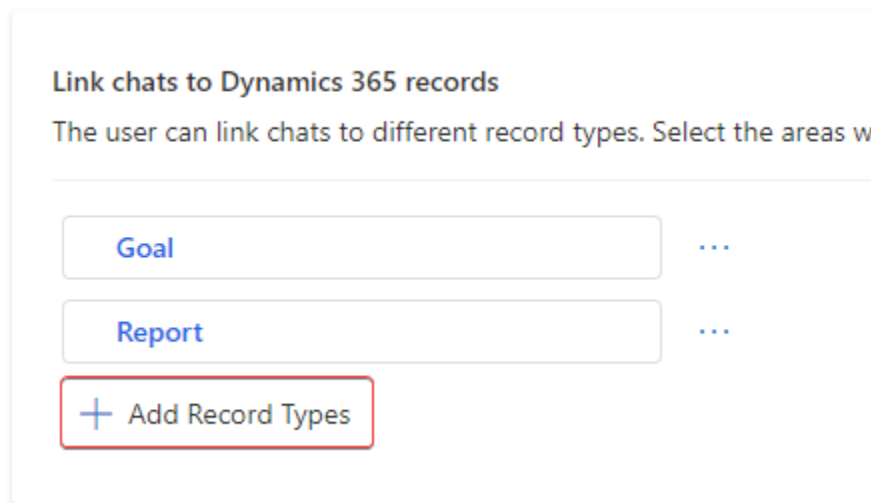 Link chats to Dynamics 365 records
The user can link chats to different record types. Select the areas
Goal
Report
Add Record Types